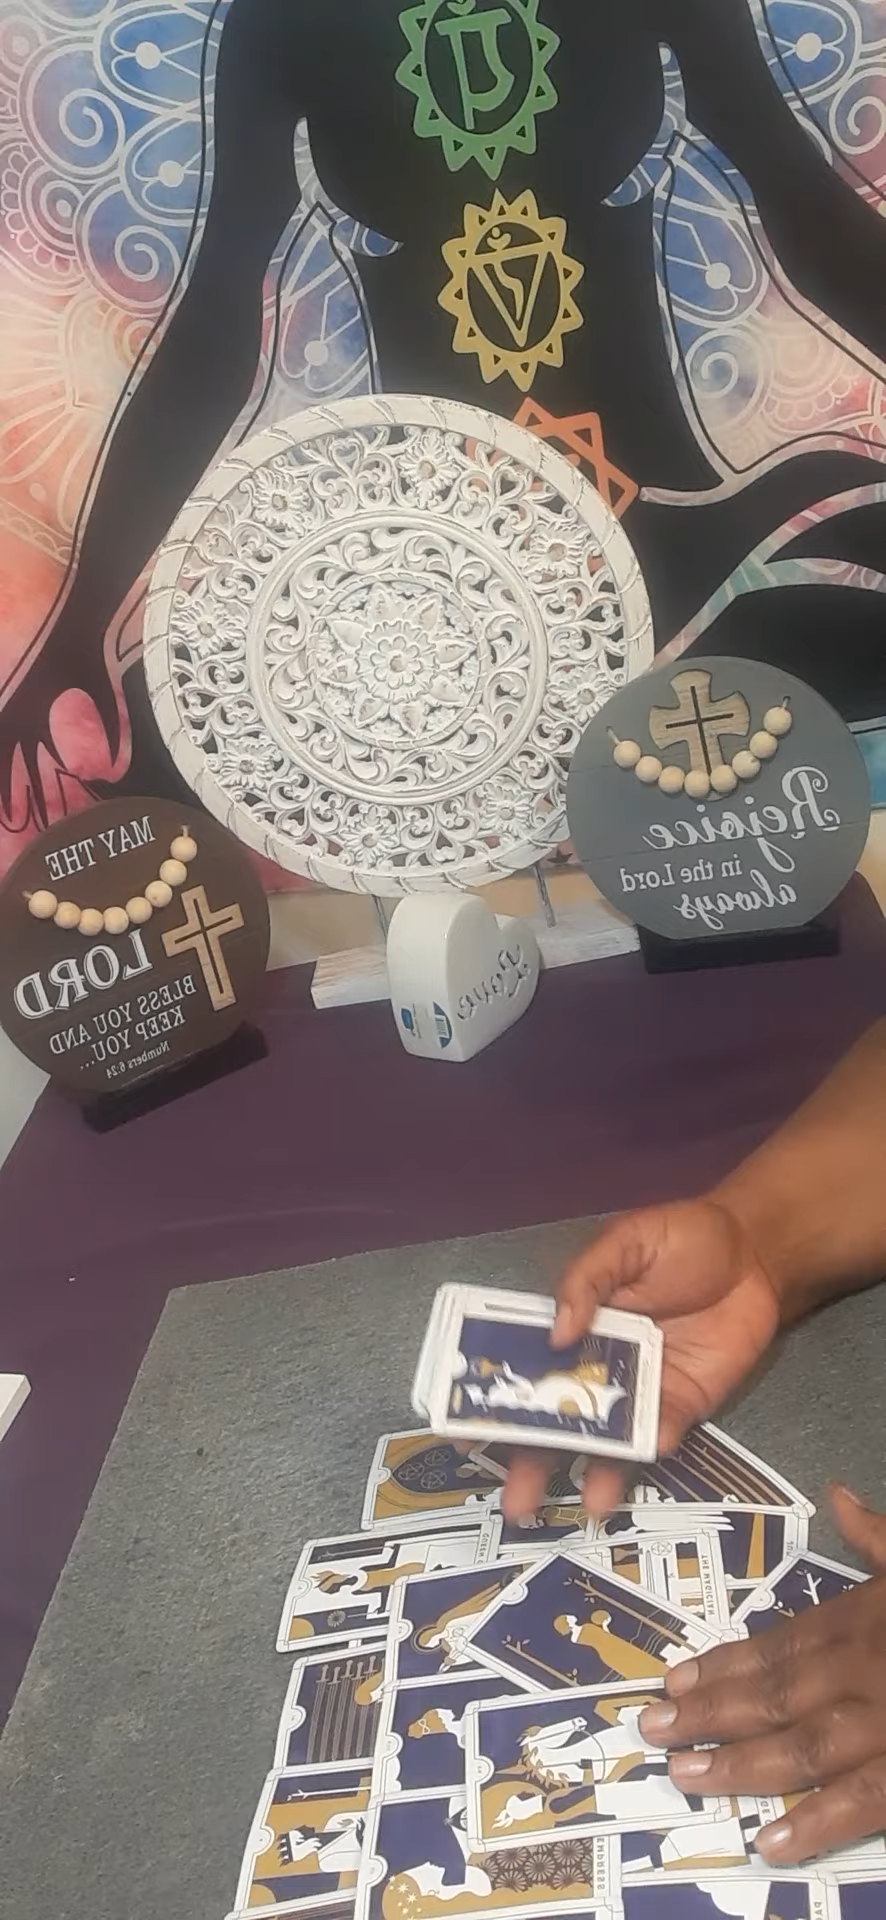 MAY THE
LORD
BLESS YOU AND
KEEP YOU...
Numbers 6:24
Love
Rejoice
in the Lord
always
THE MAGICIAN
QUEEN
EMPRESS